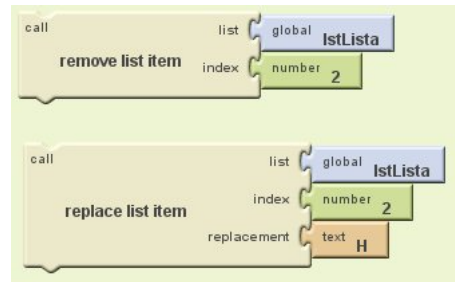 call list global lstLista
remove list item index number 2
call list global lstLista
index number 2
replace list item
replacement text H